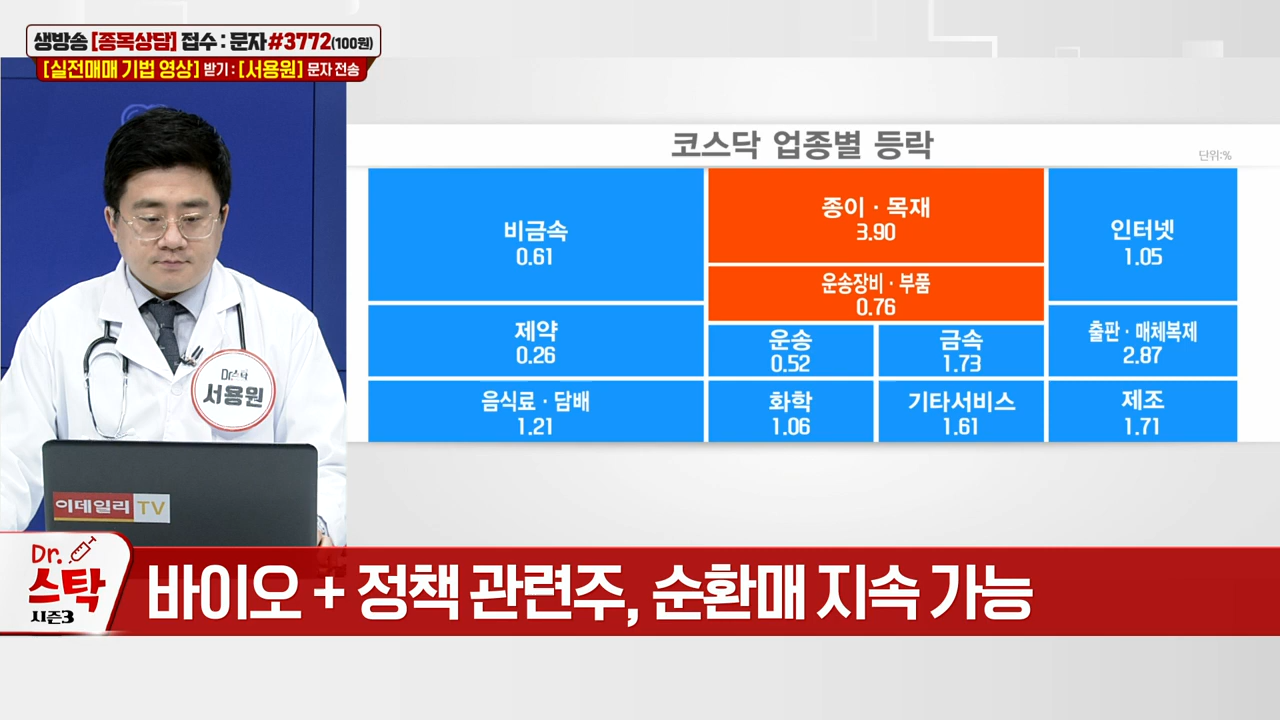 생방송 [종목상담] 접수 : 문자#3772(100원)
[실전매매 기법 영상] 받기 : [서용원] 문자 전송
코스닥 업종별 등락
단위:%
비금속
0.61
종이 · 목재
3.90
인터넷
1.05
운송장비 · 부품
0.76
제약
0.26
운송
0.52
금속
1.73
출판 · 매체복제
2.87
음식료 · 담배
1.21
화학
1.06
기타서비스
1.61
제조
1.71
Dr.스탁
서용원
이데일리 TV
Dr.
스탁
시즌3
바이오 + 정책 관련주, 순환매 지속 가능